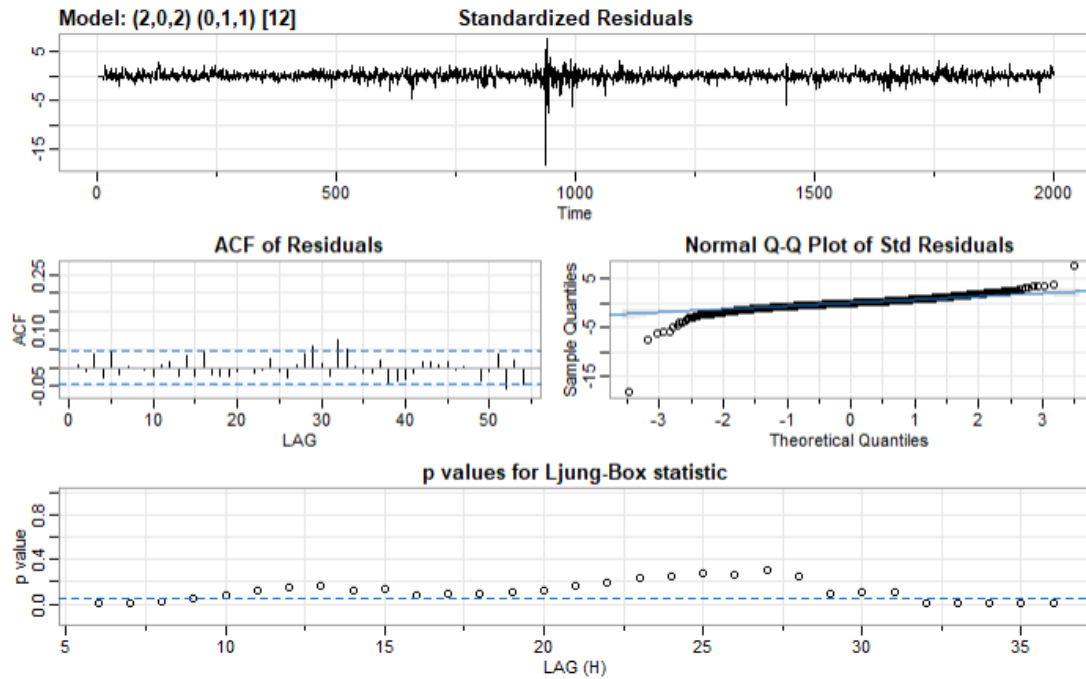 Model: (2,0,2) (0,1,1) [12] Standardized Residuals
5
-5
-15
0 500 1000 1500 2000
Time
ACF of Residuals
ACF
0.25
0.10
-0.05
0 10 20 30 40 50
LAG
Normal Q-Q Plot of Std Residuals
Sample Quantiles
5
-5
-15
-3 -2 -1 0 1 2 3
Theoretical Quantiles
p values for Ljung-Box statistic
p value
0.8
0.4
0.0
5 10 15 20 25 30 35
LAG (H)